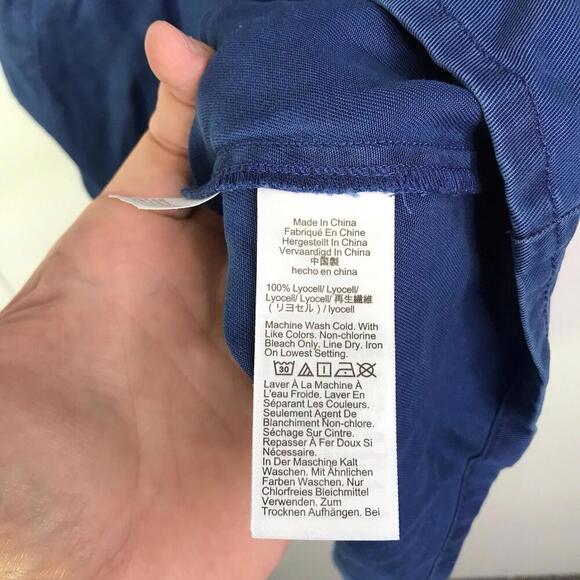 Made In China
Fabriqué En Chine
Hergestellt In China
Vervaardigd In China
中国製
hecho en china
100% Lyocell/ Lyocell/
Lyocell/ Lyocell/ 再生繊維
(リヨセル) / lyocell
Machine Wash Cold. With
Like Colors. Non-chlorine
Bleach Only. Line Dry. Iron
On Lowest Setting.
30
Laver À La Machine À
L'eau Froide. Laver En
Séparant Les Couleurs.
Seulement Agent De
Blanchiment Non-chlore.
Séchage Sur Cintre.
Repasser À Fer Doux Si
Nécessaire.
In Der Maschine Kalt
Waschen. Mit Ähnlichen
Farben Waschen. Nur
Chlorfreies Bleichmittel
Verwenden. Zum
Trocknen Aufhängen. Bei